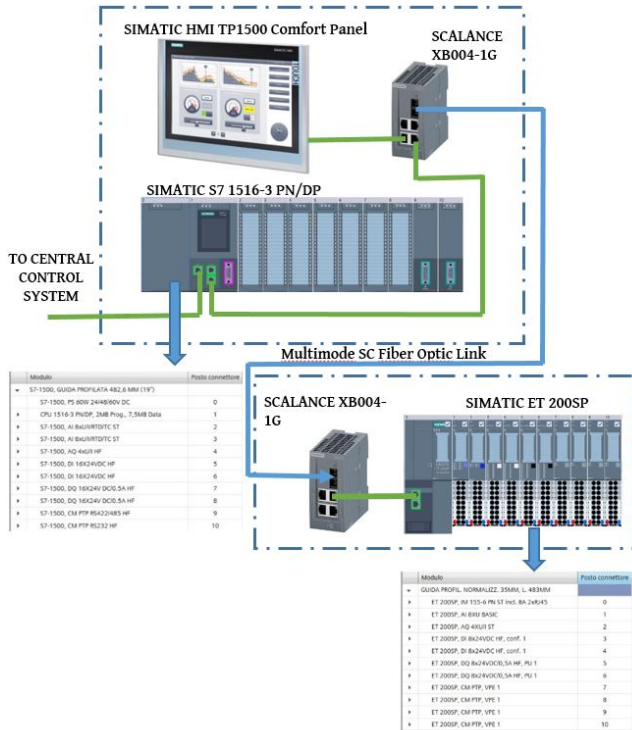 SIMATIC HMI TP1500 Comfort Panel
SCALANCE
XB004-1G
SIMATIC S7 1516-3 PN/DP
TO CENTRAL
CONTROL
SYSTEM
Multimode SC Fiber Optic Link
Modulo Posto connettore
S7-1500, GUIDA PROFILATA 482,6 MM (19")
S7-1500, PS 60W 24/48/60V DC 0
CPU 1516-3 PN/DP, 2MB Prog., 7,5MB Data 1
S7-1500, AI 8xU/I/RTD/TC ST 2
S7-1500, AI 8xU/I/RTD/TC ST 3
S7-1500, AQ 4xU/I HF 4
S7-1500, DI 16X24VDC HF 5
S7-1500, DI 16X24VDC HF 6
S7-1500, DQ 16X24V DC/0.5A HF 7
S7-1500, DQ 16X24V DC/0.5A HF 8
S7-1500, CM PTP RS422/485 HF 9
S7-1500, CM PTP RS232 HF 10
SCALANCE XB004-
1G
SIMATIC ET 200SP
Modulo Posto connettore
GUIDA PROFIL. NORMALIZZ. 35MM, L. 483MM
ET 200SP, IM 155-6 PN ST incl. BA 2xRJ45 0
ET 200SP, AI 8XU BASIC 1
ET 200SP, AQ 4XU/I ST 2
ET 200SP, DI 8x24VDC HF, conf. 1 3
ET 200SP, DI 8x24VDC HF, conf. 1 4
ET 200SP, DQ 8x24VDC/0,5A HF, PU 1 5
ET 200SP, DQ 8x24VDC/0,5A HF, PU 1 6
ET 200SP, CM PTP, VPE 1 7
ET 200SP, CM PTP, VPE 1 8
ET 200SP, CM PTP, VPE 1 9
ET 200SP, CM PTP, VPE 1 10